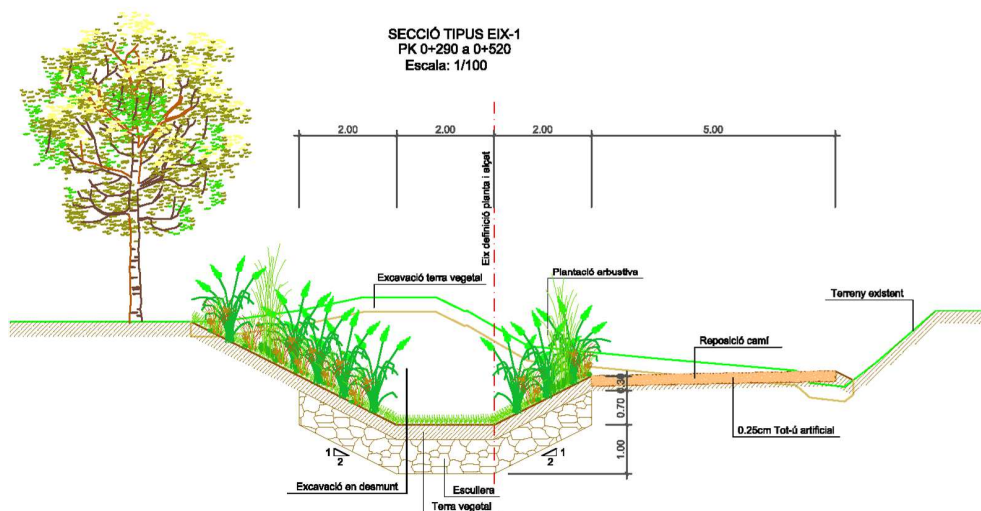 SECCIÓ TIPUS EIX-1
PK 0+290 a 0+520
Escala: 1/100
2.00
2.00
2.00
5.00
Eix definició planta i alçat
Excavació terra vegetal
Plantació arbustiva
Terreny existent
Reposició camí
0.30
0.70
1.00
0.25cm Tot-ú artificial
1
2
1
2
Excavació en desmunt
Escullera
Terra vegetal